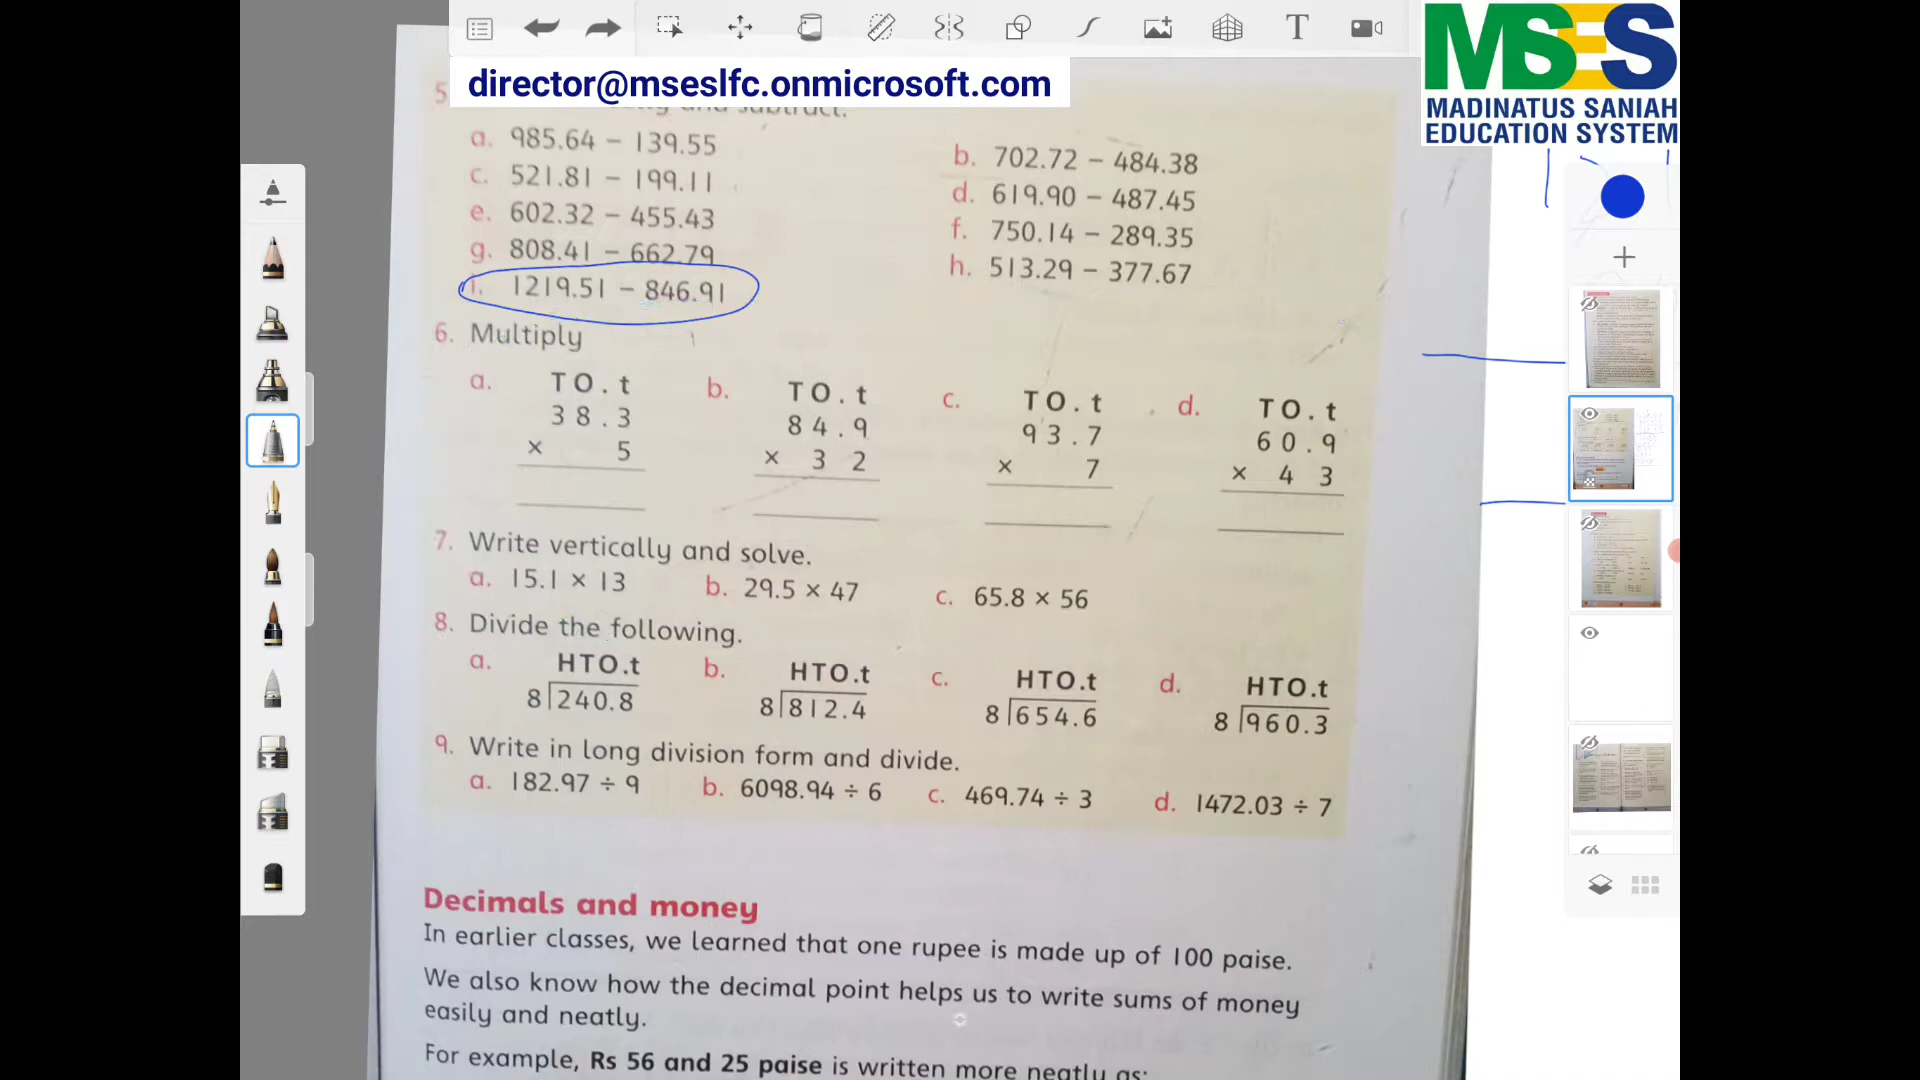 director@mseslfc.onmicrosoft.com
MSES
MADINATUS SANIAH
EDUCATION SYSTEM
T
5. and subtract.
a. 985.64 – 139.55
b. 702.72 – 484.38
c. 521.81 – 199.11
d. 619.90 – 487.45
e. 602.32 – 455.43
f. 750.14 – 289.35
g. 808.41 – 662.79
h. 513.29 – 377.67
i. 1219.51 – 846.91
6. Multiply
a. T O . t b. T O . t c. T O . t d. T O . t
3 8 . 3 8 4 . 9 9 3 . 7 6 0 . 9
× 5 × 3 2 × 7 × 4 3
7. Write vertically and solve.
a. 15.1 × 13 b. 29.5 × 47 c. 65.8 × 56
8. Divide the following.
a. HTO.t b. HTO.t c. HTO.t d. HTO.t
8 240.8 8 812.4 8 654.6 8 960.3
9. Write in long division form and divide.
a. 182.97 ÷ 9 b. 6098.94 ÷ 6 c. 469.74 ÷ 3 d. 1472.03 ÷ 7
Decimals and money
In earlier classes, we learned that one rupee is made up of 100 paise.
We also know how the decimal point helps us to write sums of money
easily and neatly.
For example, Rs 56 and 25 paise is written more neatly as: